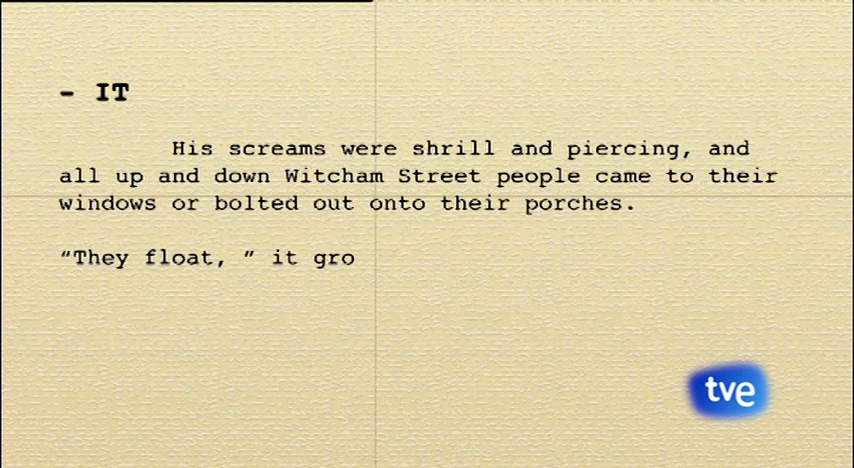 - IT
His screams were shrill and piercing, and
all up and down Witcham Street people came to their
windows or bolted out onto their porches.
“They float, ” it gro
tve